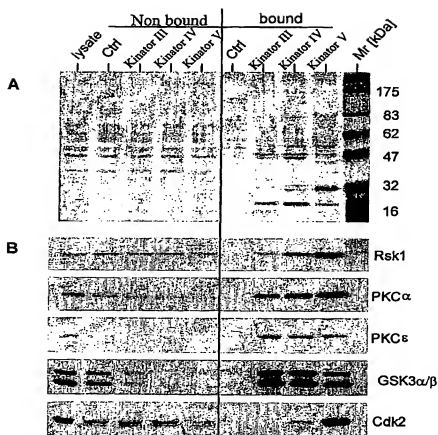 Non bound
bound
lysate
Ctrl
Kinator III
Kinator IV
Kinator V
Ctrl
Kinator III
Kinator IV
Kinator V
Mr [kDa]
A
175
83
62
47
32
16
B
Rsk1
PKCα
PKCε
GSK3α/β
Cdk2